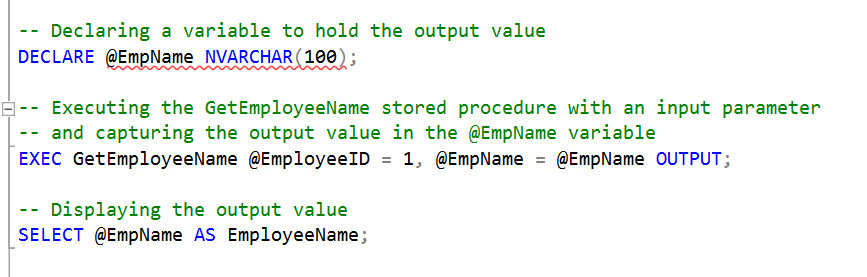 -- Declaring a variable to hold the output value
DECLARE @EmpName NVARCHAR(100);
-- Executing the GetEmployeeName stored procedure with an input parameter
-- and capturing the output value in the @EmpName variable
EXEC GetEmployeeName @EmployeeID = 1, @EmpName = @EmpName OUTPUT;
-- Displaying the output value
SELECT @EmpName AS EmployeeName;